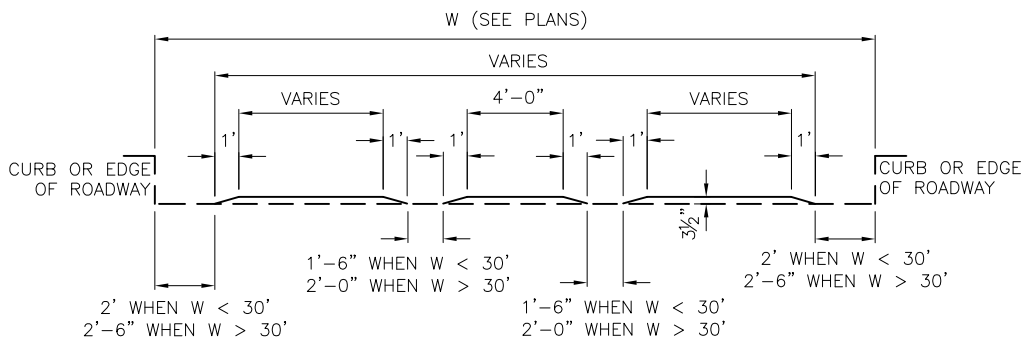 W (SEE PLANS)
VARIES
VARIES
4'-0"
VARIES
1'
1'
1'
1'
1'
1'
CURB OR EDGE
OF ROADWAY
CURB OR EDGE
OF ROADWAY
3½"
1'-6" WHEN W < 30'
2'-0" WHEN W > 30'
2' WHEN W < 30'
2'-6" WHEN W > 30'
2' WHEN W < 30'
2'-6" WHEN W > 30'
1'-6" WHEN W < 30'
2'-0" WHEN W > 30'